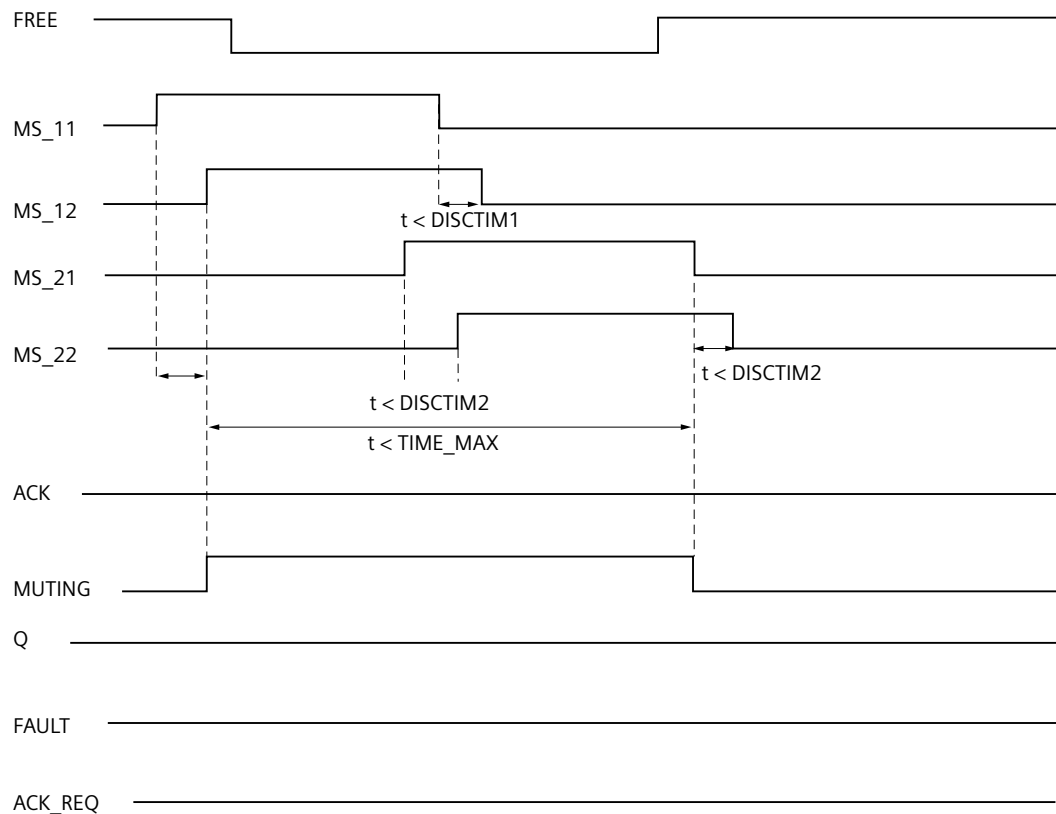 FREE
MS_11
MS_12
t < DISCTIM1
MS_21
MS_22
t < DISCTIM2
t < DISCTIM2
t < TIME_MAX
ACK
MUTING
Q
FAULT
ACK_REQ